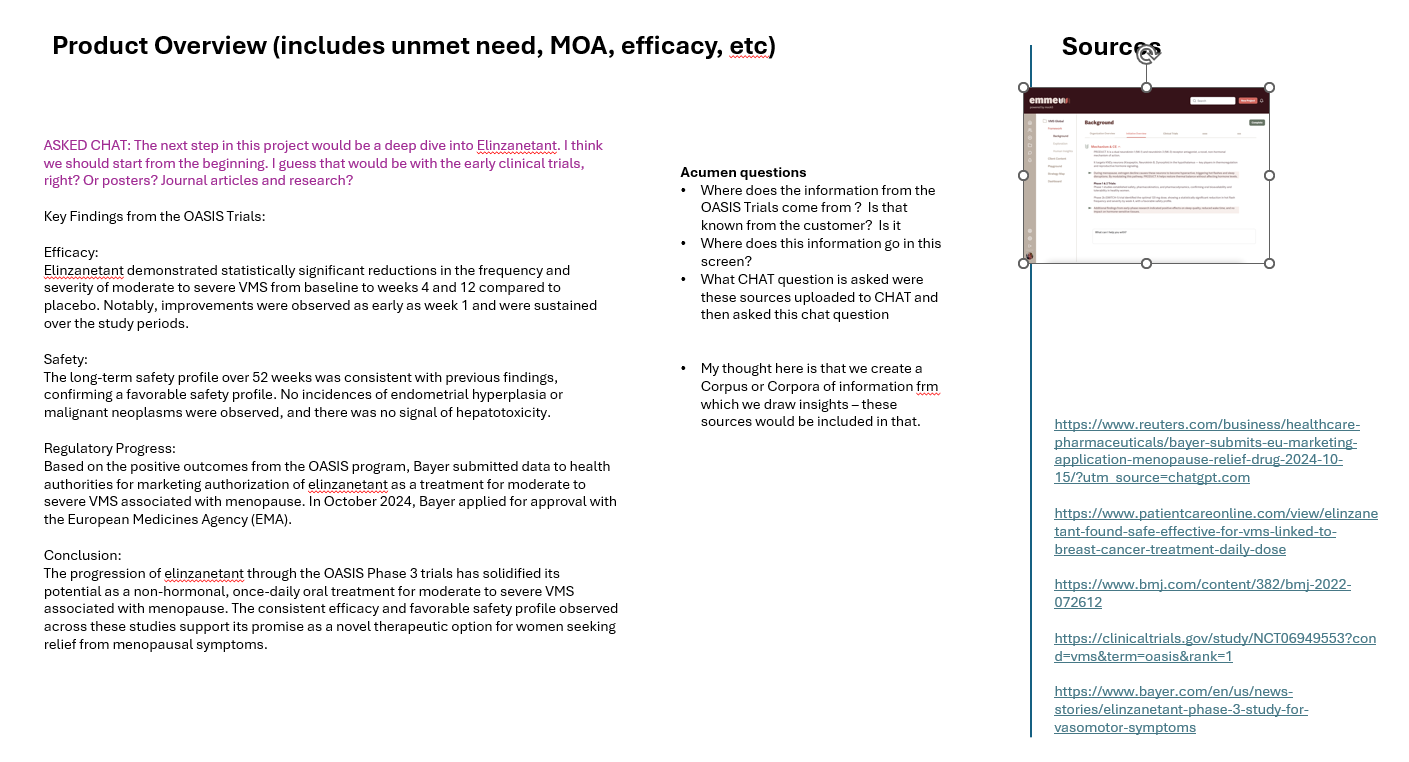 Product Overview (includes unmet need, MOA, efficacy, etc)
ASKED CHAT: The next step in this project would be a deep dive into Elinzanetant. I think
we should start from the beginning. I guess that would be with the early clinical trials,
right? Or posters? Journal articles and research?
Key Findings from the OASIS Trials:
Efficacy:
Elinzanetant demonstrated statistically significant reductions in the frequency and
severity of moderate to severe VMS from baseline to weeks 4 and 12 compared to
placebo. Notably, improvements were observed as early as week 1 and were sustained
over the study periods.
Safety:
The long-term safety profile over 52 weeks was consistent with previous findings,
confirming a favorable safety profile. No incidences of endometrial hyperplasia or
malignant neoplasms were observed, and there was no signal of hepatotoxicity.
Regulatory Progress:
Based on the positive outcomes from the OASIS program, Bayer submitted data to health
authorities for marketing authorization of elinzanetant as a treatment for moderate to
severe VMS associated with menopause. In October 2024, Bayer applied for approval with
the European Medicines Agency (EMA).
Conclusion:
The progression of elinzanetant through the OASIS Phase 3 trials has solidified its
potential as a non-hormonal, once-daily oral treatment for moderate to severe VMS
associated with menopause. The consistent efficacy and favorable safety profile observed
across these studies support its promise as a novel therapeutic option for women seeking
relief from menopausal symptoms.
Acumen questions
• Where does the information from the
OASIS Trials come from ? Is that
known from the customer? Is it
• Where does this information go in this
screen?
• What CHAT question is asked were
these sources uploaded to CHAT and
then asked this chat question
• My thought here is that we create a
Corpus or Corpora of information frm
which we draw insights – these
sources would be included in that.
Sources
Background
https://www.reuters.com/business/healthcare-
pharmaceuticals/bayer-submits-eu-marketing-
application-menopause-relief-drug-2024-10-
15/?utm_source=chatgpt.com
https://www.patientcareonline.com/view/elinzane
tant-found-safe-effective-for-vms-linked-to-
breast-cancer-treatment-daily-dose
https://www.bmj.com/content/382/bmj-2022-
072612
https://clinicaltrials.gov/study/NCT06949553?con
d=vms&term=oasis&rank=1
https://www.bayer.com/en/us/news-
stories/elinzanetant-phase-3-study-for-
vasomotor-symptoms